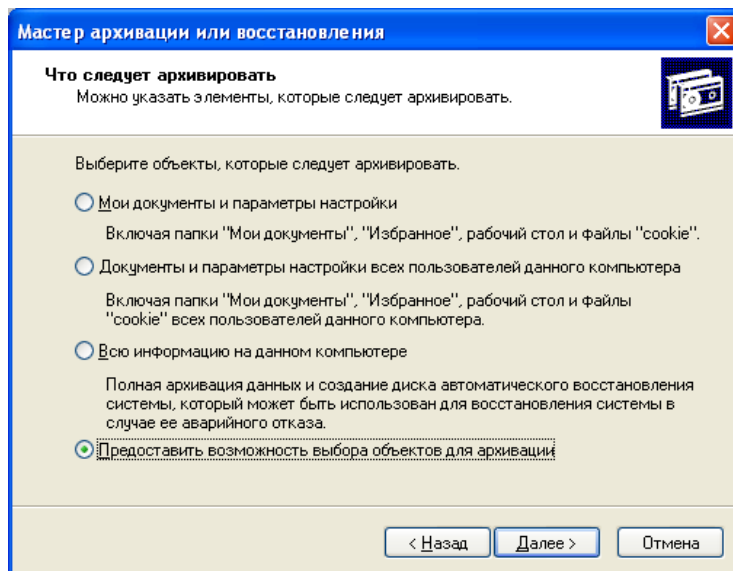 Мастер архивации или восстановления
Что следует архивировать
Можно указать элементы, которые следует архивировать.
Выберите объекты, которые следует архивировать.
Мои документы и параметры настройки
Включая папки "Мои документы", "Избранное", рабочий стол и файлы "cookie".
Документы и параметры настройки всех пользователей данного компьютера
Включая папки "Мои документы", "Избранное", рабочий стол и файлы
"cookie" всех пользователей данного компьютера.
Всю информацию на данном компьютере
Полная архивация данных и создание диска автоматического восстановления
системы, который может быть использован для восстановления системы в
случае ее аварийного отказа.
Предоставить возможность выбора объектов для архивации
< Назад Далее > Отмена